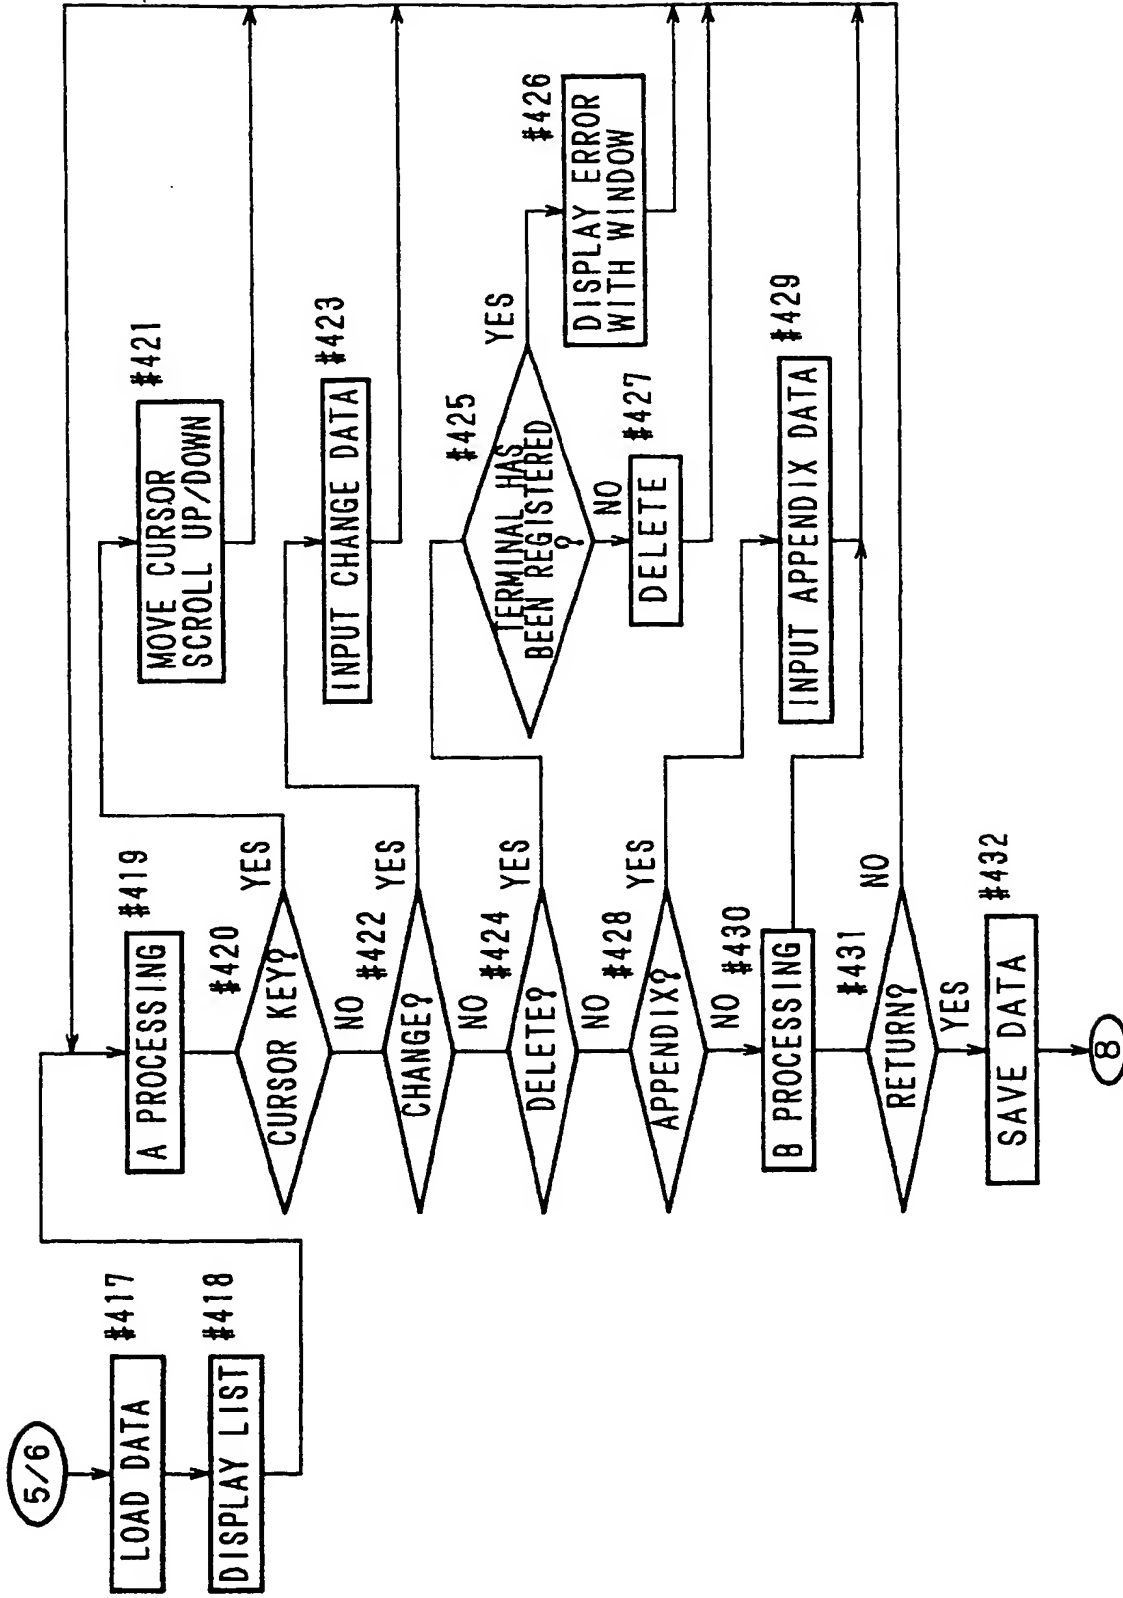 5/6
#417
LOAD DATA
#418
DISPLAY LIST
#419
A PROCESSING
#420
CURSOR KEY?
YES
NO
#421
MOVE CURSOR
SCROLL UP/DOWN
#422
CHANGE?
YES
NO
#423
INPUT CHANGE DATA
#424
DELETE?
YES
NO
#425
TERMINAL HAS
BEEN REGISTERED
?
YES
NO
#426
DISPLAY ERROR
WITH WINDOW
#427
DELETE
#428
APPENDIX?
YES
NO
#429
INPUT APPENDIX DATA
#430
B PROCESSING
#431
RETURN?
NO
YES
#432
SAVE DATA
8